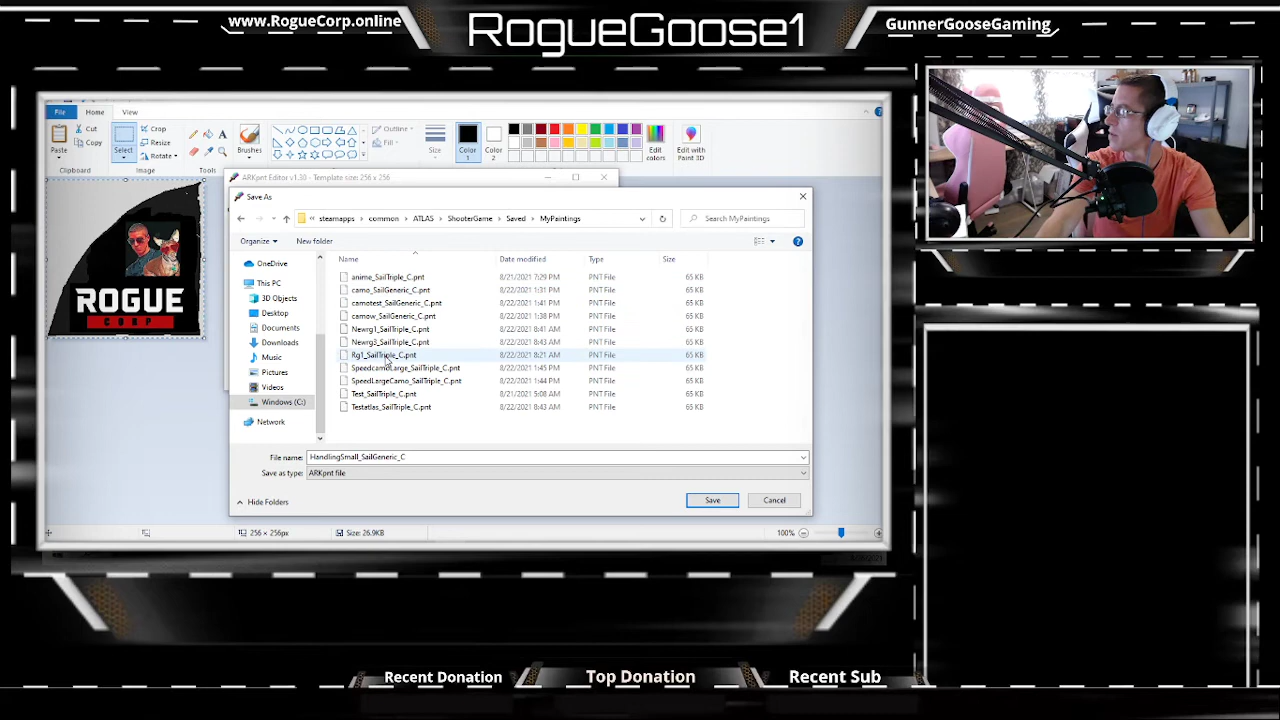 www.RogueCorp.online
RogueGoose1
GunnerGooseGaming
File Home View
Cut
Copy
Paste
Clipboard
Select
Crop
Resize
Rotate
Image
Tools
Brushes
Outline
Fill
Size
Color
1
Color
2
Edit
colors
Edit with
Paint 3D
ARKpnt Editor v1.30 - Template size: 256 x 256
Save As
steamapps > common > ATLAS > ShooterGame > Saved > MyPaintings
Search MyPaintings
Organize New folder
Name Date modified Type Size
OneDrive
This PC
3D Objects
Desktop
Documents
Downloads
Music
Pictures
Videos
Windows (C:)
Network
anime_SailTriple_C.pnt 8/21/2021 7:29 PM PNT File 65 KB
camo_SailGeneric_C.pnt 8/22/2021 1:31 PM PNT File 65 KB
camotest_SailGeneric_C.pnt 8/22/2021 1:41 PM PNT File 65 KB
camow_SailGeneric_C.pnt 8/22/2021 1:38 PM PNT File 65 KB
Newrg1_SailTriple_C.pnt 8/22/2021 8:41 AM PNT File 65 KB
Newrg3_SailTriple_C.pnt 8/22/2021 8:43 AM PNT File 65 KB
Rg1_SailTriple_C.pnt 8/22/2021 8:21 AM PNT File 65 KB
SpeedcamoLarge_SailTriple_C.pnt 8/22/2021 1:45 PM PNT File 65 KB
SpeedLargeCamo_SailTriple_C.pnt 8/22/2021 1:44 PM PNT File 65 KB
Test_SailTriple_C.pnt 8/21/2021 5:08 AM PNT File 65 KB
Testatlas_SailTriple_C.pnt 8/22/2021 8:43 AM PNT File 65 KB
File name: HandlingSmall_SailGeneric_C
Save as type: ARKpnt file
Hide Folders
Save
Cancel
ROGUE
CORP
256 × 256px
Size: 26.9KB
100%
Recent Donation
Top Donation
Recent Sub